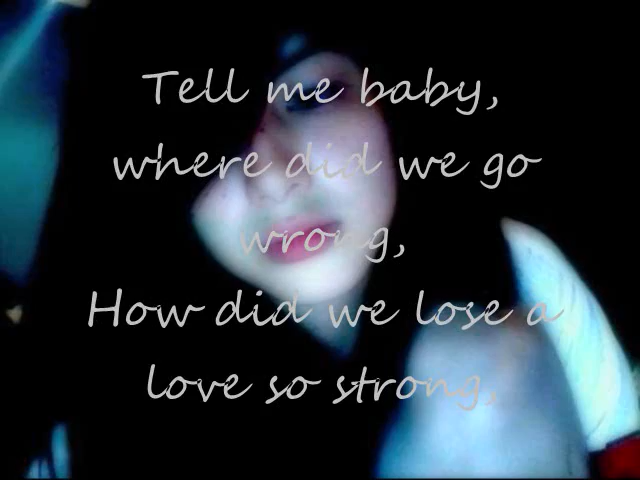 Tell me baby,
where did we go
wrong,
How did we lose a
love so strong,